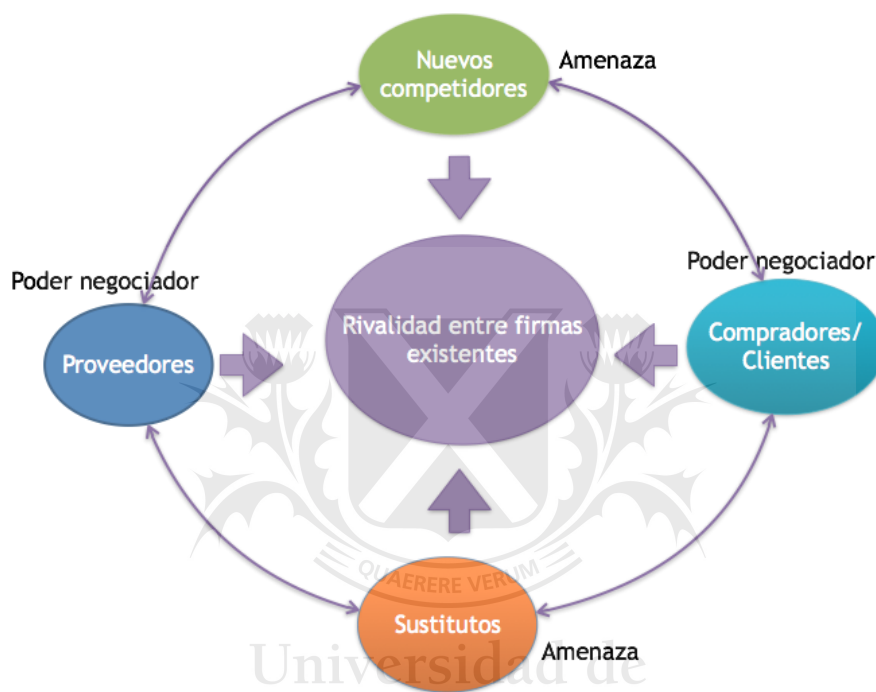 Nuevos
competidores
Amenaza
Poder negociador
Poder negociador
Proveedores
Rivalidad entre firmas
existentes
Compradores/
Clientes
QUAERERE VERUM
Sustitutos
Amenaza
Universidad de